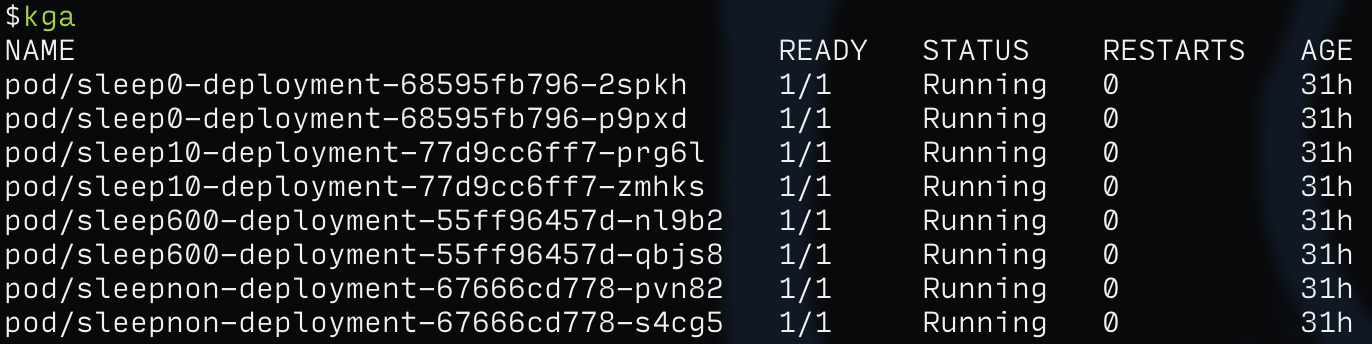 $kga
NAME READY STATUS RESTARTS AGE
pod/sleep0-deployment-68595fb796-2spkh 1/1 Running 0 31h
pod/sleep0-deployment-68595fb796-p9pxd 1/1 Running 0 31h
pod/sleep10-deployment-77d9cc6ff7-prg6l 1/1 Running 0 31h
pod/sleep10-deployment-77d9cc6ff7-zmhks 1/1 Running 0 31h
pod/sleep600-deployment-55ff96457d-nl9b2 1/1 Running 0 31h
pod/sleep600-deployment-55ff96457d-qbjs8 1/1 Running 0 31h
pod/sleepnon-deployment-67666cd778-pvn82 1/1 Running 0 31h
pod/sleepnon-deployment-67666cd778-s4cg5 1/1 Running 0 31h